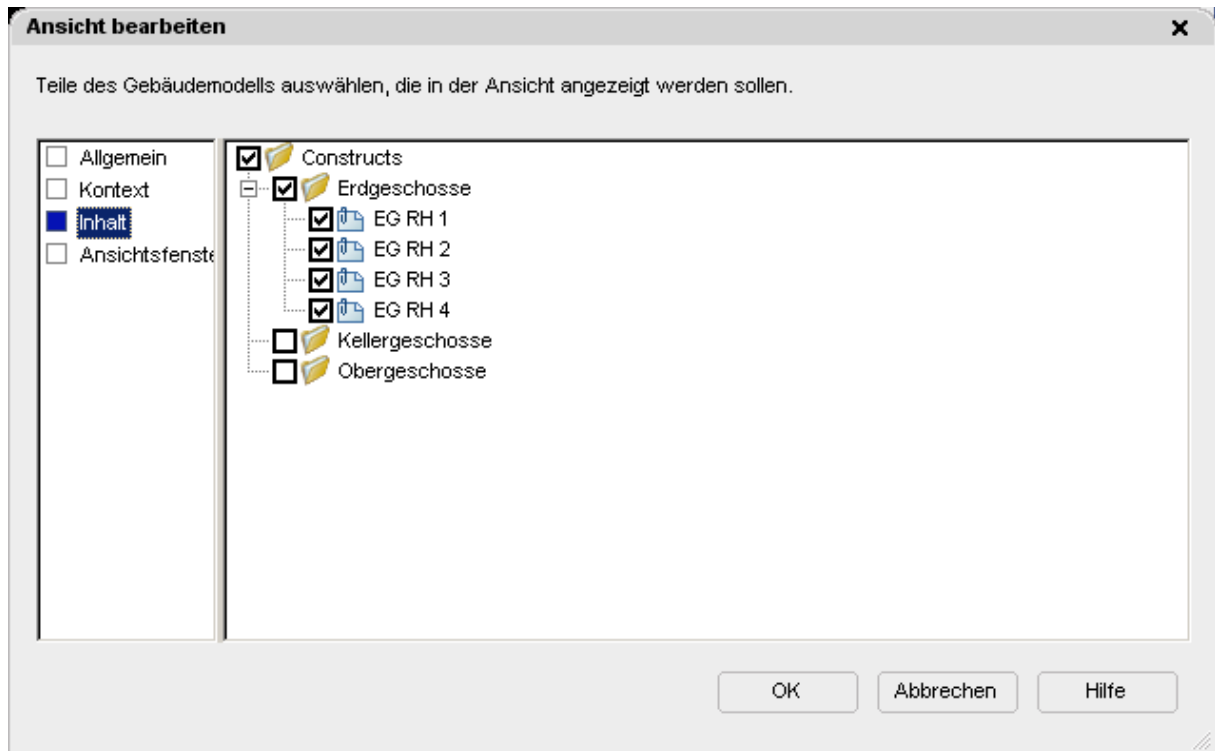 Ansicht bearbeiten
Teile des Gebäudemodells auswählen, die in der Ansicht angezeigt werden sollen.
Allgemein
Kontext
Inhalt
Ansichtsfenste
Constructs
Erdgeschosse
EG RH 1
EG RH 2
EG RH 3
EG RH 4
Kellergeschosse
Obergeschosse
OK
Abbrechen
Hilfe